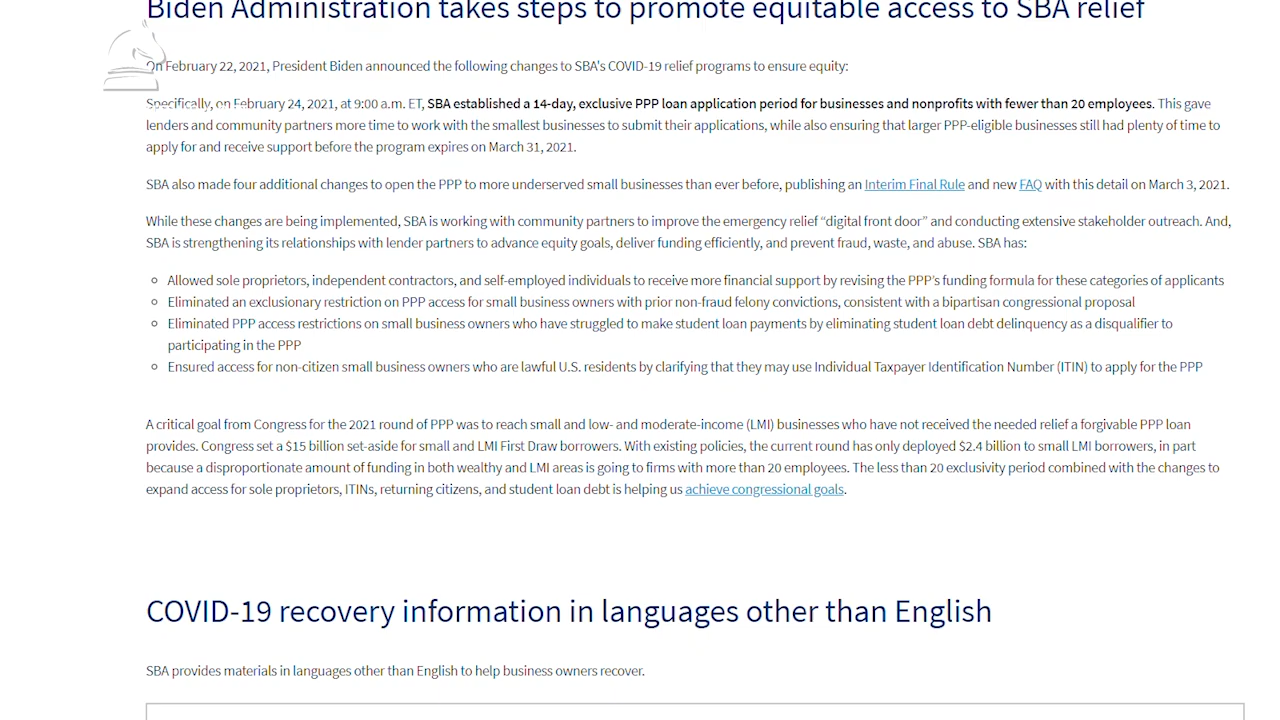 Biden Administration takes steps to promote equitable access to SBA relief
On February 22, 2021, President Biden announced the following changes to SBA's COVID-19 relief programs to ensure equity:
Specifically, on February 24, 2021, at 9:00 a.m. ET, SBA established a 14-day, exclusive PPP loan application period for businesses and nonprofits with fewer than 20 employees. This gave
lenders and community partners more time to work with the smallest businesses to submit their applications, while also ensuring that larger PPP-eligible businesses still had plenty of time to
apply for and receive support before the program expires on March 31, 2021.
SBA also made four additional changes to open the PPP to more underserved small businesses than ever before, publishing an Interim Final Rule and new FAQ with this detail on March 3, 2021.
While these changes are being implemented, SBA is working with community partners to improve the emergency relief “digital front door” and conducting extensive stakeholder outreach. And,
SBA is strengthening its relationships with lender partners to advance equity goals, deliver funding efficiently, and prevent fraud, waste, and abuse. SBA has:
Allowed sole proprietors, independent contractors, and self-employed individuals to receive more financial support by revising the PPP’s funding formula for these categories of applicants
Eliminated an exclusionary restriction on PPP access for small business owners with prior non-fraud felony convictions, consistent with a bipartisan congressional proposal
Eliminated PPP access restrictions on small business owners who have struggled to make student loan payments by eliminating student loan debt delinquency as a disqualifier to
participating in the PPP
Ensured access for non-citizen small business owners who are lawful U.S. residents by clarifying that they may use Individual Taxpayer Identification Number (ITIN) to apply for the PPP
A critical goal from Congress for the 2021 round of PPP was to reach small and low- and moderate-income (LMI) businesses who have not received the needed relief a forgivable PPP loan
provides. Congress set a $15 billion set-aside for small and LMI First Draw borrowers. With existing policies, the current round has only deployed $2.4 billion to small LMI borrowers, in part
because a disproportionate amount of funding in both wealthy and LMI areas is going to firms with more than 20 employees. The less than 20 exclusivity period combined with the changes to
expand access for sole proprietors, ITINs, returning citizens, and student loan debt is helping us achieve congressional goals.
COVID-19 recovery information in languages other than English
SBA provides materials in languages other than English to help business owners recover.